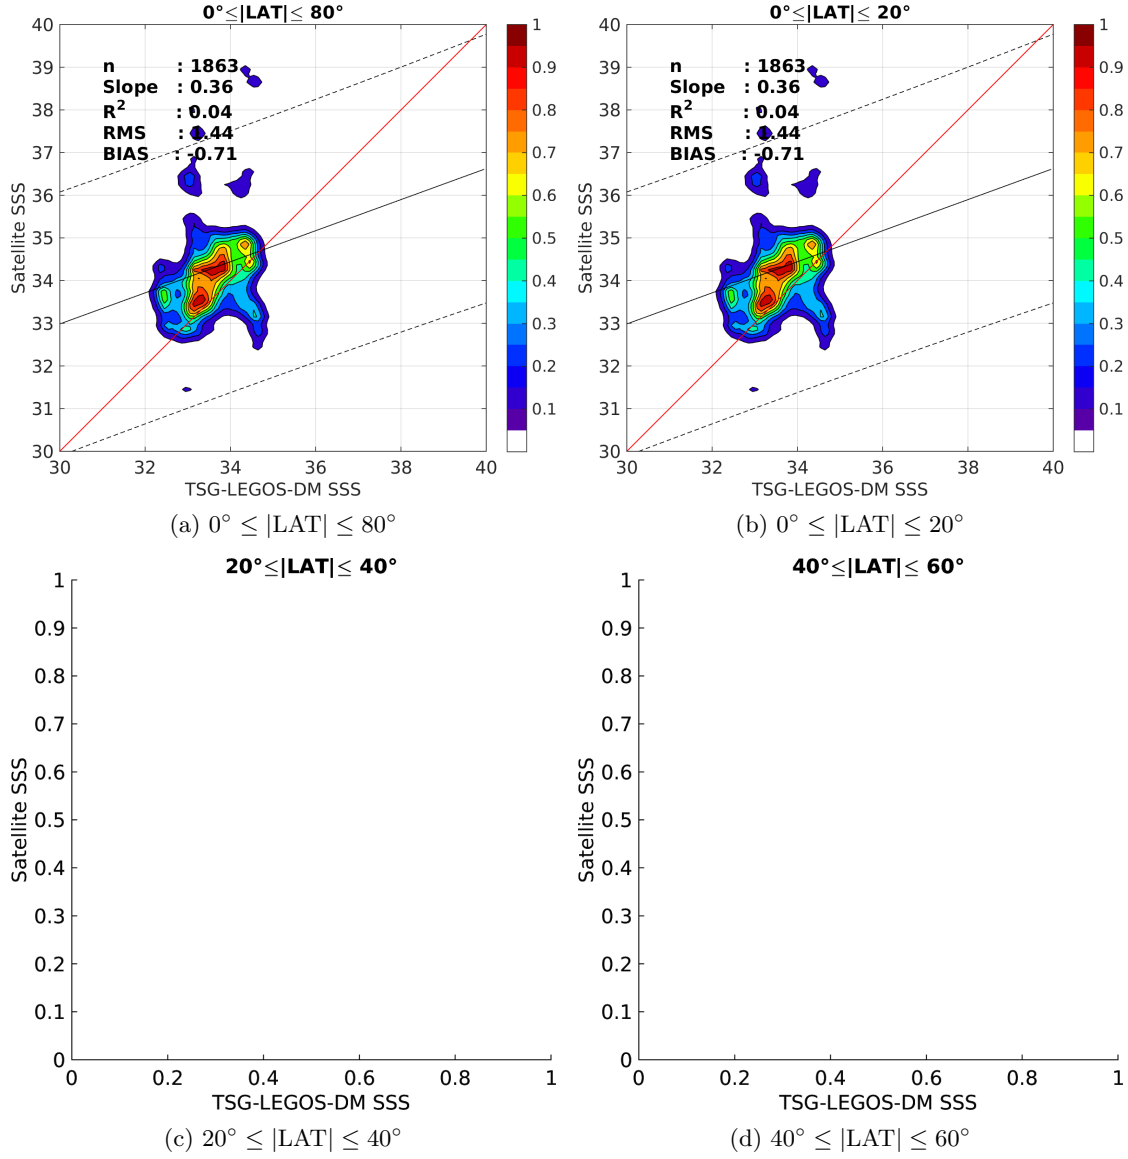 0°≤|LAT|≤ 80°
40
39
38
37
36
35
34
33
32
31
30
Satellite SSS
n : 1863
Slope : 0.36
R2 : 0.04
RMS : 1.44
BIAS : -0.71
30 32 34 36 38 40
TSG-LEGOS-DM SSS
1
0.9
0.8
0.7
0.6
0.5
0.4
0.3
0.2
0.1
(a) 0° ≤ |LAT| ≤ 80°
0°≤|LAT|≤ 20°
40
39
38
37
36
35
34
33
32
31
30
Satellite SSS
n : 1863
Slope : 0.36
R2 : 0.04
RMS : 1.44
BIAS : -0.71
30 32 34 36 38 40
TSG-LEGOS-DM SSS
1
0.9
0.8
0.7
0.6
0.5
0.4
0.3
0.2
0.1
(b) 0° ≤ |LAT| ≤ 20°
20°≤|LAT|≤ 40°
1
0.9
0.8
0.7
0.6
0.5
0.4
0.3
0.2
0.1
0
Satellite SSS
0 0.2 0.4 0.6 0.8 1
TSG-LEGOS-DM SSS
(c) 20° ≤ |LAT| ≤ 40°
40°≤|LAT|≤ 60°
1
0.9
0.8
0.7
0.6
0.5
0.4
0.3
0.2
0.1
0
Satellite SSS
0 0.2 0.4 0.6 0.8 1
TSG-LEGOS-DM SSS
(d) 40° ≤ |LAT| ≤ 60°